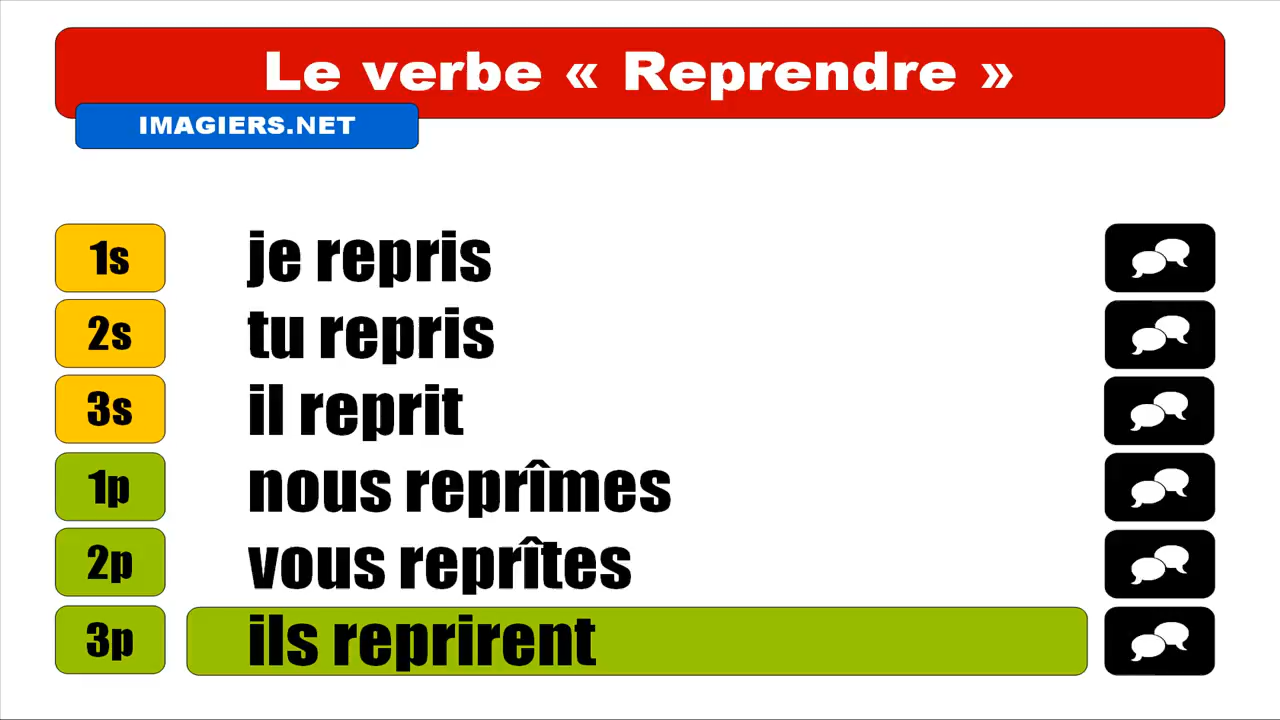 Le verbe « Reprendre »
IMAGIERS.NET
1s je repris
2s tu repris
3s il reprit
1p nous reprîmes
2p vous reprîtes
3p ils reprirent